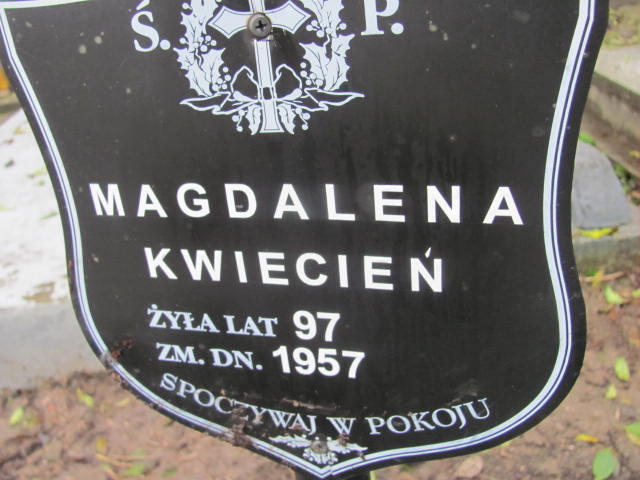 Ś. P.
MAGDALENA
KWIECIEŃ
ŻYŁA LAT 97
ZM. DN. 1957
SPOCZYWAJ W POKOJU